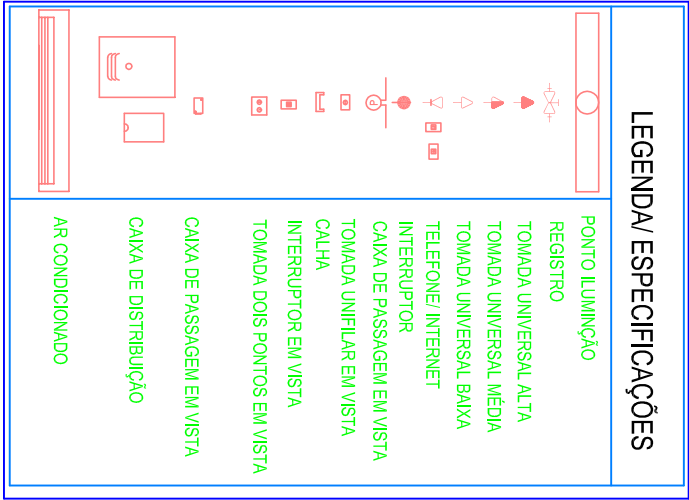 LEGENDA/ ESPECIFICAÇÕES
PONTO ILUMINÇÃO
REGISTRO
TOMADA UNIVERSAL ALTA
TOMADA UNIVERSAL MÉDIA
TOMADA UNIVERSAL BAIXA
TELEFONE/ INTERNET
INTERRUPTOR
P
CAIXA DE PASSAGEM EM VISTA
TOMADA UNIFILAR EM VISTA
CALHA
INTERRUPTOR EM VISTA
TOMADA DOIS PONTOS EM VISTA
CAIXA DE PASSAGEM EM VISTA
CAIXA DE DISTRIBUIÇÃO
AR CONDICIONADO